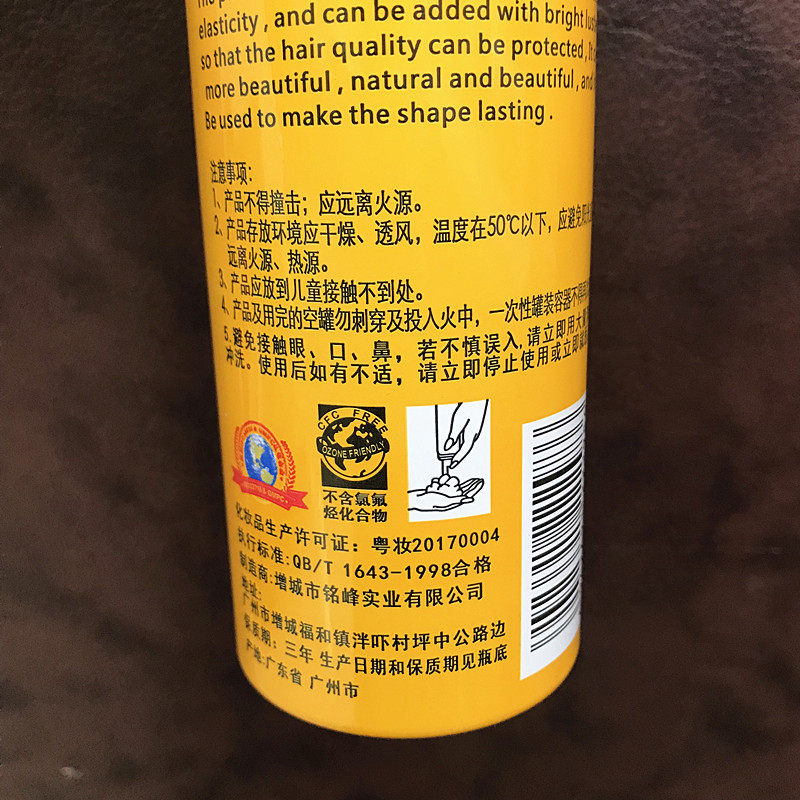 elasticity , and can be added with bright
so that the hair quality can be protected ,
more beautiful , natural and beautiful ,
Be used to make the shape lasting .
注意事项:
1、产品不得撞击；应远离火源。
2、产品存放环境应干燥、透风，温度在50℃以下，应避免阳
远离火源、热源。
3、产品应放到儿童接触不到处。
4、产品及用完的空罐勿刺穿及投入火中，一次性罐装容器不得再
5.避免接触眼、口、鼻，若不慎误入,请立即用大量
冲洗。使用后如有不适，请立即停止使用或立即
CFC FREE
OZONE FRIENDLY
不含氯氟
烃化合物
化妆品生产许可证：粤妆20170004
执行标准:QB/T 1643-1998合格
制造商:增城市铭峰实业有限公司
地址:
广州市增城福和镇泮吓村坪中公路边
保质期:三年 生产日期和保质期见瓶底
产地:广东省 广州市